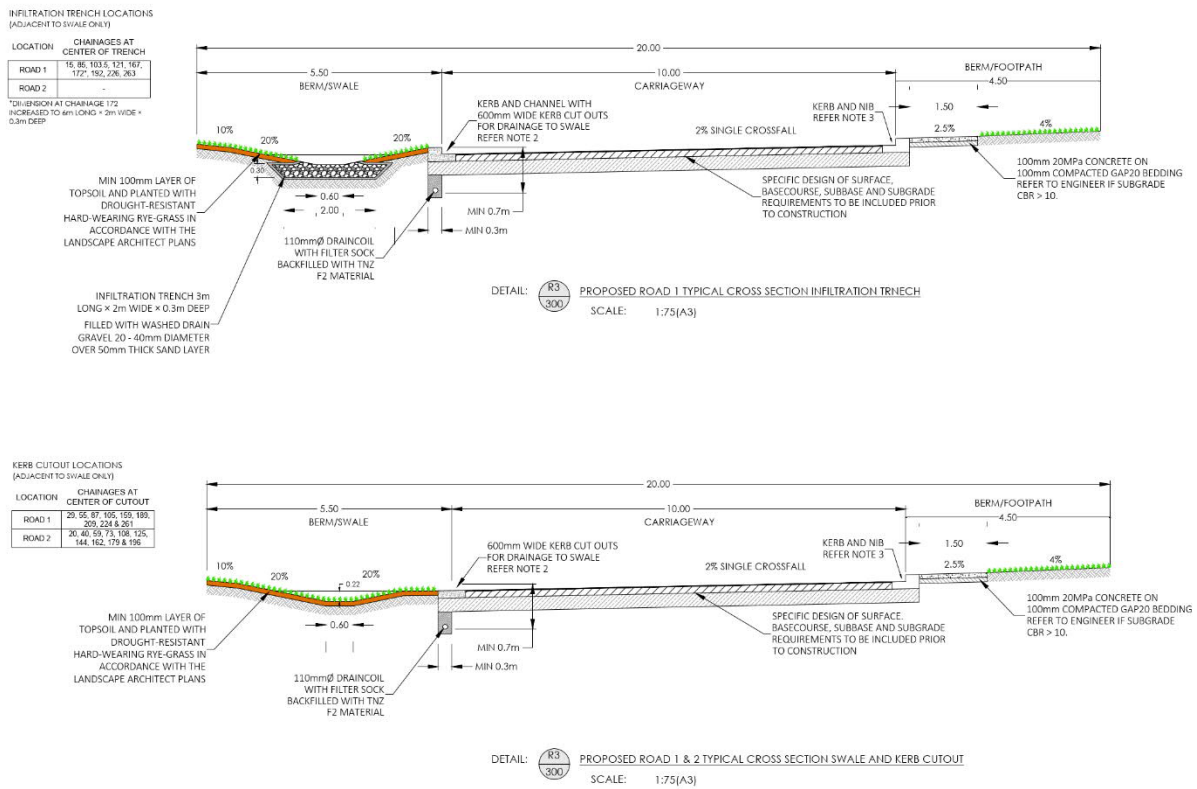 INFILTRATION TRENCH LOCATIONS
(ADJACENT TO SWALE ONLY)
LOCATION CHAINAGES AT CENTER OF TRENCH
ROAD 1 15, 86, 103.5, 121, 167, 172*, 192, 226, 263
ROAD 2 -
*DIMENSION AT CHAINAGE 172
INCREASED TO 6m LONG × 2m WIDE ×
0.3m DEEP
20.00
5.50
BERM/SWALE
10.00
CARRIAGEWAY
BERM/FOOTPATH
4.50
1.50
10%
20%
20%
KERB AND CHANNEL WITH
600mm WIDE KERB CUT OUTS
FOR DRAINAGE TO SWALE
REFER NOTE 2
2% SINGLE CROSSFALL
KERB AND NIB
REFER NOTE 3
2.5%
4%
0.30
0.60
2.00
MIN 100mm LAYER OF
TOPSOIL AND PLANTED WITH
DROUGHT-RESISTANT
HARD-WEARING RYE-GRASS IN
ACCORDANCE WITH THE
LANDSCAPE ARCHITECT PLANS
MIN 0.7m
MIN 0.3m
110mmØ DRAINCOIL
WITH FILTER SOCK
BACKFILLED WITH TNZ
F2 MATERIAL
SPECIFIC DESIGN OF SURFACE,
BASECOURSE, SUBBASE AND SUBGRADE
REQUIREMENTS TO BE INCLUDED PRIOR
TO CONSTRUCTION
100mm 20MPa CONCRETE ON
100mm COMPACTED GAP20 BEDDING
REFER TO ENGINEER IF SUBGRADE
CBR > 10.
INFILTRATION TRENCH 3m
LONG × 2m WIDE × 0.3m DEEP
FILLED WITH WASHED DRAIN
GRAVEL 20 - 40mm DIAMETER
OVER 50mm THICK SAND LAYER
DETAIL: R3 300 PROPOSED ROAD 1 TYPICAL CROSS SECTION INFILTRATION TRNECH
SCALE: 1:75(A3)
KERB CUTOUT LOCATIONS
(ADJACENT TO SWALE ONLY)
LOCATION CHAINAGES AT CENTER OF CUTOUT
ROAD 1 29, 55, 87, 105, 159, 189, 209, 224 & 261
ROAD 2 20, 40, 59, 73, 108, 125, 144, 162, 179 & 196
20.00
5.50
BERM/SWALE
10.00
CARRIAGEWAY
BERM/FOOTPATH
4.50
1.50
10%
20%
20%
0.22
0.60
600mm WIDE KERB CUT OUTS
FOR DRAINAGE TO SWALE
REFER NOTE 2
2% SINGLE CROSSFALL
KERB AND NIB
REFER NOTE 3
2.5%
4%
MIN 100mm LAYER OF
TOPSOIL AND PLANTED WITH
DROUGHT-RESISTANT
HARD-WEARING RYE-GRASS IN
ACCORDANCE WITH THE
LANDSCAPE ARCHITECT PLANS
MIN 0.7m
MIN 0.3m
110mmØ DRAINCOIL
WITH FILTER SOCK
BACKFILLED WITH TNZ
F2 MATERIAL
SPECIFIC DESIGN OF SURFACE.
BASECOURSE, SUBBASE AND SUBGRADE
REQUIREMENTS TO BE INCLUDED PRIOR
TO CONSTRUCTION
100mm 20MPa CONCRETE ON
100mm COMPACTED GAP20 BEDDING
REFER TO ENGINEER IF SUBGRADE
CBR > 10.
DETAIL: R3 300 PROPOSED ROAD 1 & 2 TYPICAL CROSS SECTION SWALE AND KERB CUTOUT
SCALE: 1:75(A3)